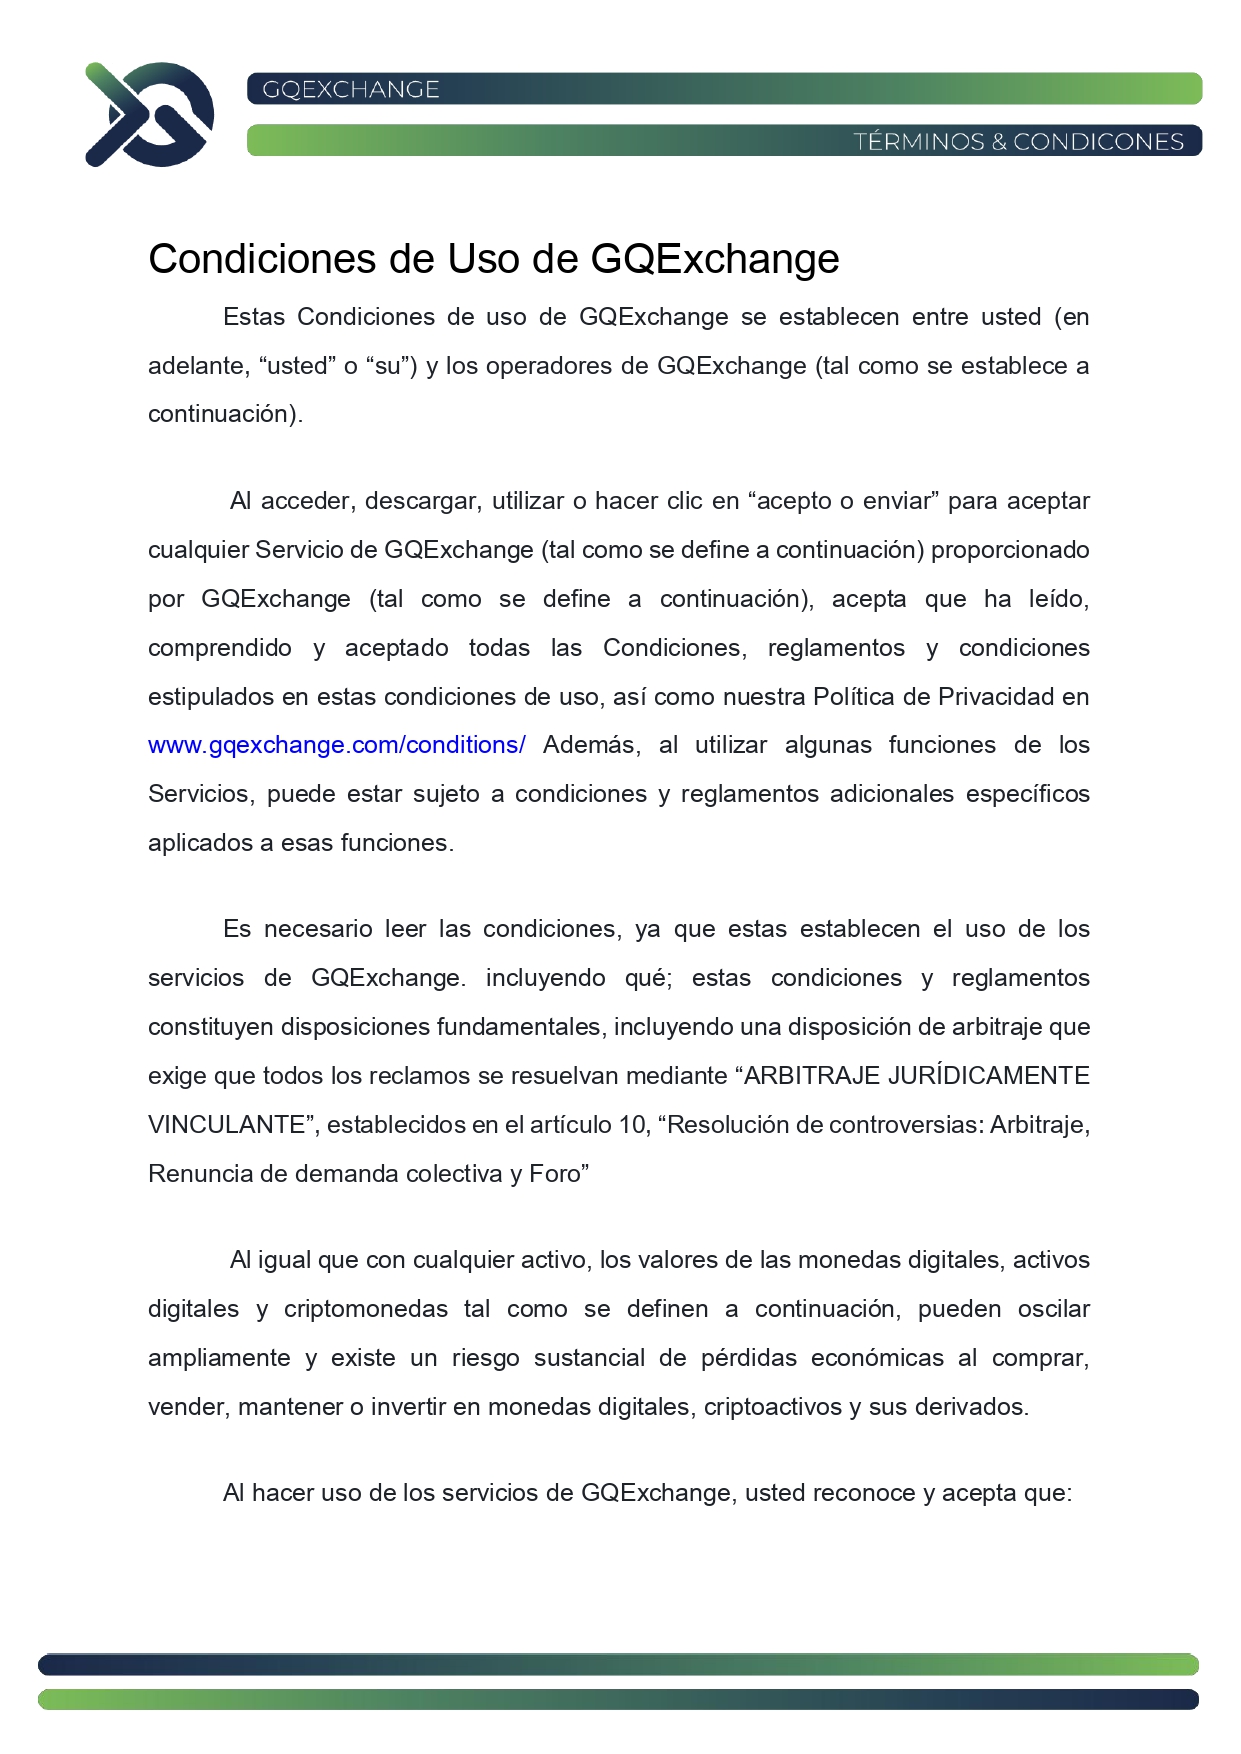 GQEXCHANGE
TÉRMINOS & CONDICONES
Condiciones de Uso de GQExchange
Estas Condiciones de uso de GQExchange se establecen entre usted (en
adelante, “usted” o “su”) y los operadores de GQExchange (tal como se establece a
continuación).
Al acceder, descargar, utilizar o hacer clic en “acepto o enviar” para aceptar
cualquier Servicio de GQExchange (tal como se define a continuación) proporcionado
por GQExchange (tal como se define a continuación), acepta que ha leído,
comprendido y aceptado todas las Condiciones, reglamentos y condiciones
estipulados en estas condiciones de uso, así como nuestra Política de Privacidad en
www.gqexchange.com/conditions/ Además, al utilizar algunas funciones de los
Servicios, puede estar sujeto a condiciones y reglamentos adicionales específicos
aplicados a esas funciones.
Es necesario leer las condiciones, ya que estas establecen el uso de los
servicios de GQExchange. incluyendo qué; estas condiciones y reglamentos
constituyen disposiciones fundamentales, incluyendo una disposición de arbitraje que
exige que todos los reclamos se resuelvan mediante “ARBITRAJE JURÍDICAMENTE
VINCULANTE”, establecidos en el artículo 10, “Resolución de controversias: Arbitraje,
Renuncia de demanda colectiva y Foro”
Al igual que con cualquier activo, los valores de las monedas digitales, activos
digitales y criptomonedas tal como se definen a continuación, pueden oscilar
ampliamente y existe un riesgo sustancial de pérdidas económicas al comprar,
vender, mantener o invertir en monedas digitales, criptoactivos y sus derivados.
Al hacer uso de los servicios de GQExchange, usted reconoce y acepta que: